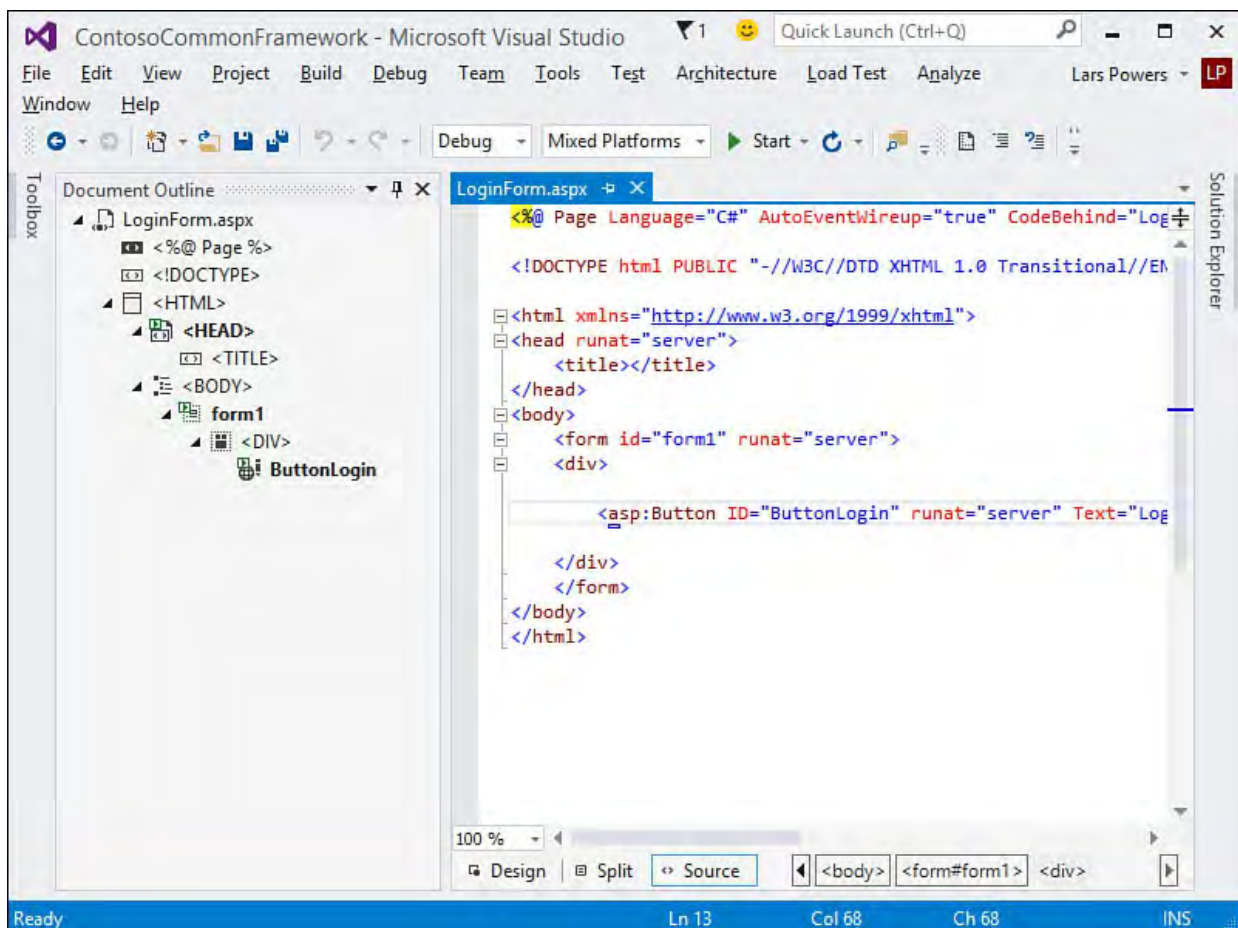 ContosoCommonFramework - Microsoft Visual Studio
1
Quick Launch (Ctrl+Q)
File Edit View Project Build Debug Team Tools Test Architecture Load Test Analyze Lars Powers LP
Window Help
Debug Mixed Platforms Start
Toolbox
Document Outline
LoginForm.aspx
<%@ Page %>
<!DOCTYPE>
<HTML>
<HEAD>
<TITLE>
<BODY>
form1
<DIV>
ButtonLogin
LoginForm.aspx
<%@ Page Language="C#" AutoEventWireup="true" CodeBehind="Log
<!DOCTYPE html PUBLIC "-//W3C//DTD XHTML 1.0 Transitional//EN
<html xmlns="http://www.w3.org/1999/xhtml">
<head runat="server">
<title></title>
</head>
<body>
<form id="form1" runat="server">
<div>
<asp:Button ID="ButtonLogin" runat="server" Text="Log
</div>
</form>
</body>
</html>
100 %
Design Split Source <body> <form#form1> <div>
Solution Explorer
Ready Ln 13 Col 68 Ch 68 INS